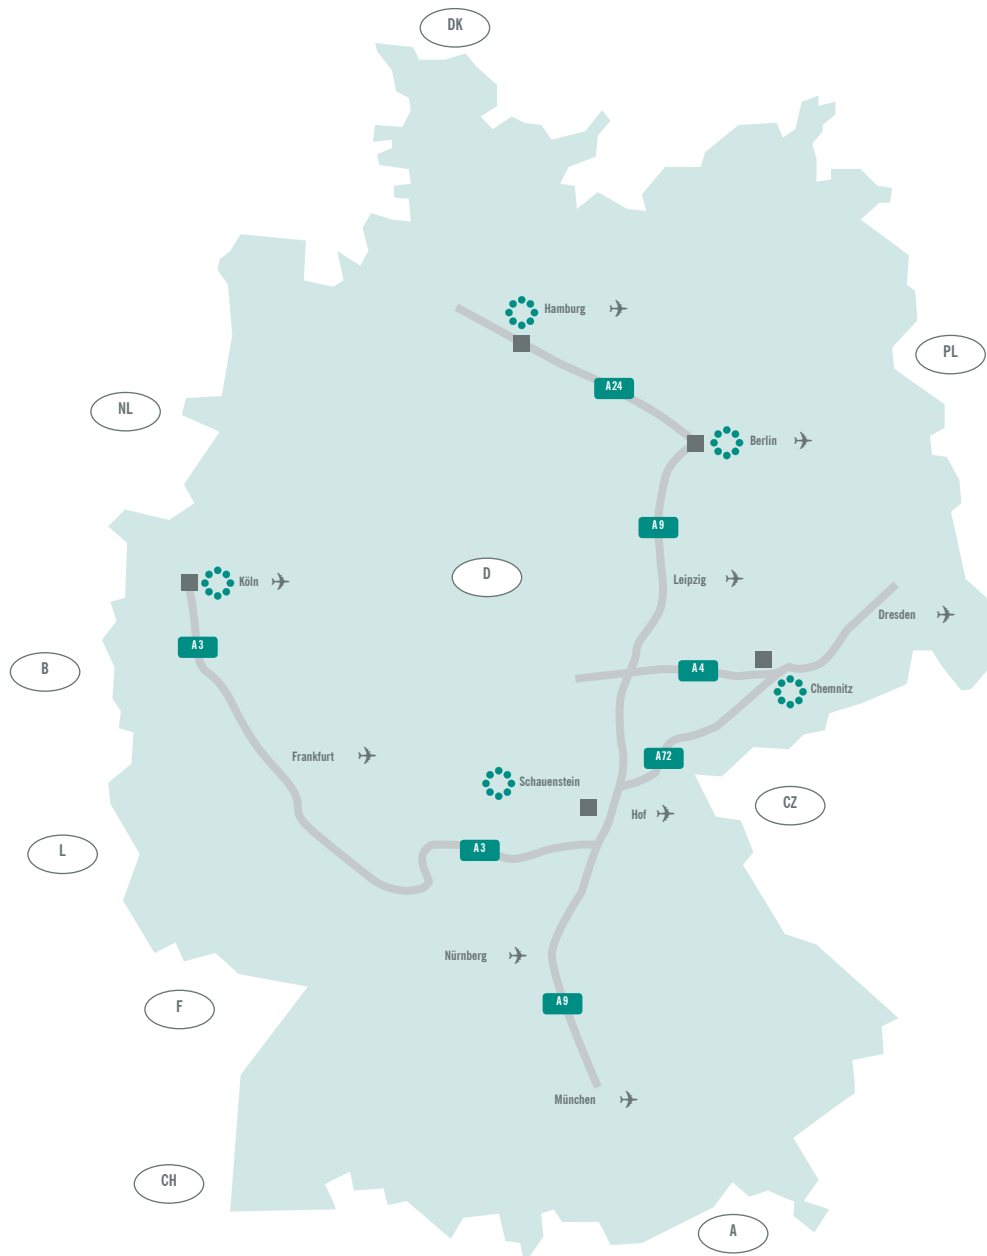 DK
Hamburg
PL
A24
NL
Berlin
A9
D
Leipzig
Köln
Dresden
A3
B
A4
Chemnitz
Frankfurt
A72
Schauenstein
CZ
Hof
L
A3
Nürnberg
A9
F
München
CH
A